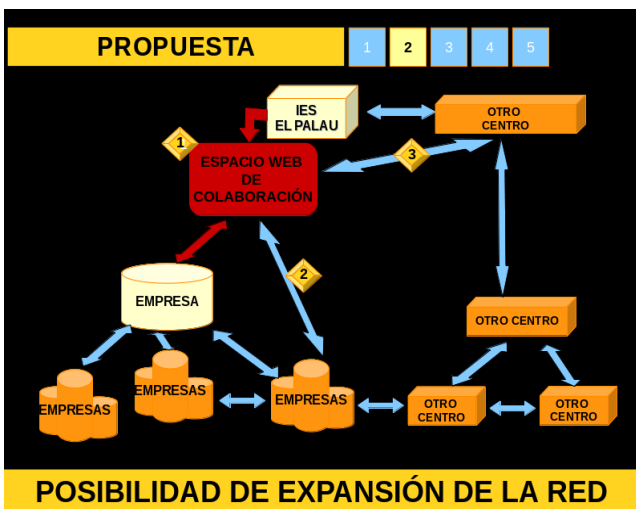 PROPUESTA
1 2 3 4 5
IES
EL PALAU
OTRO
CENTRO
1
3
ESPACIO WEB
DE
COLABORACIÓN
2
EMPRESA
OTRO CENTRO
EMPRESAS
EMPRESAS
EMPRESAS
OTRO
CENTRO
OTRO
CENTRO
POSIBILIDAD DE EXPANSIÓN DE LA RED